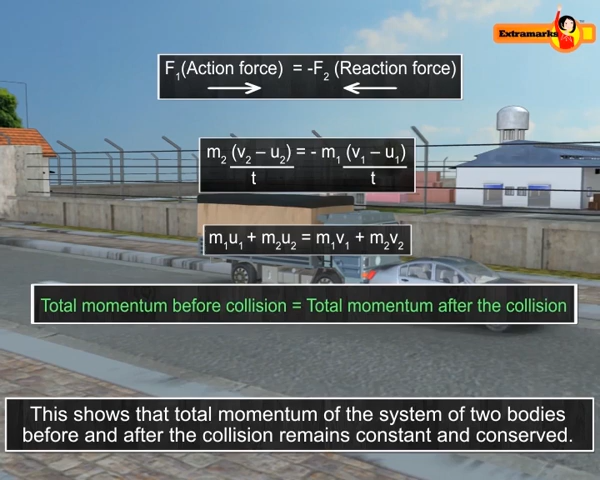 Extramarks
F₁(Action force) = -F₂ (Reaction force)
m₂ (v₂ – u₂) = - m₁ (v₁ – u₁)
t t
m₁u₁ + m₂u₂ = m₁v₁ + m₂v₂
Total momentum before collision = Total momentum after the collision
This shows that total momentum of the system of two bodies
before and after the collision remains constant and conserved.